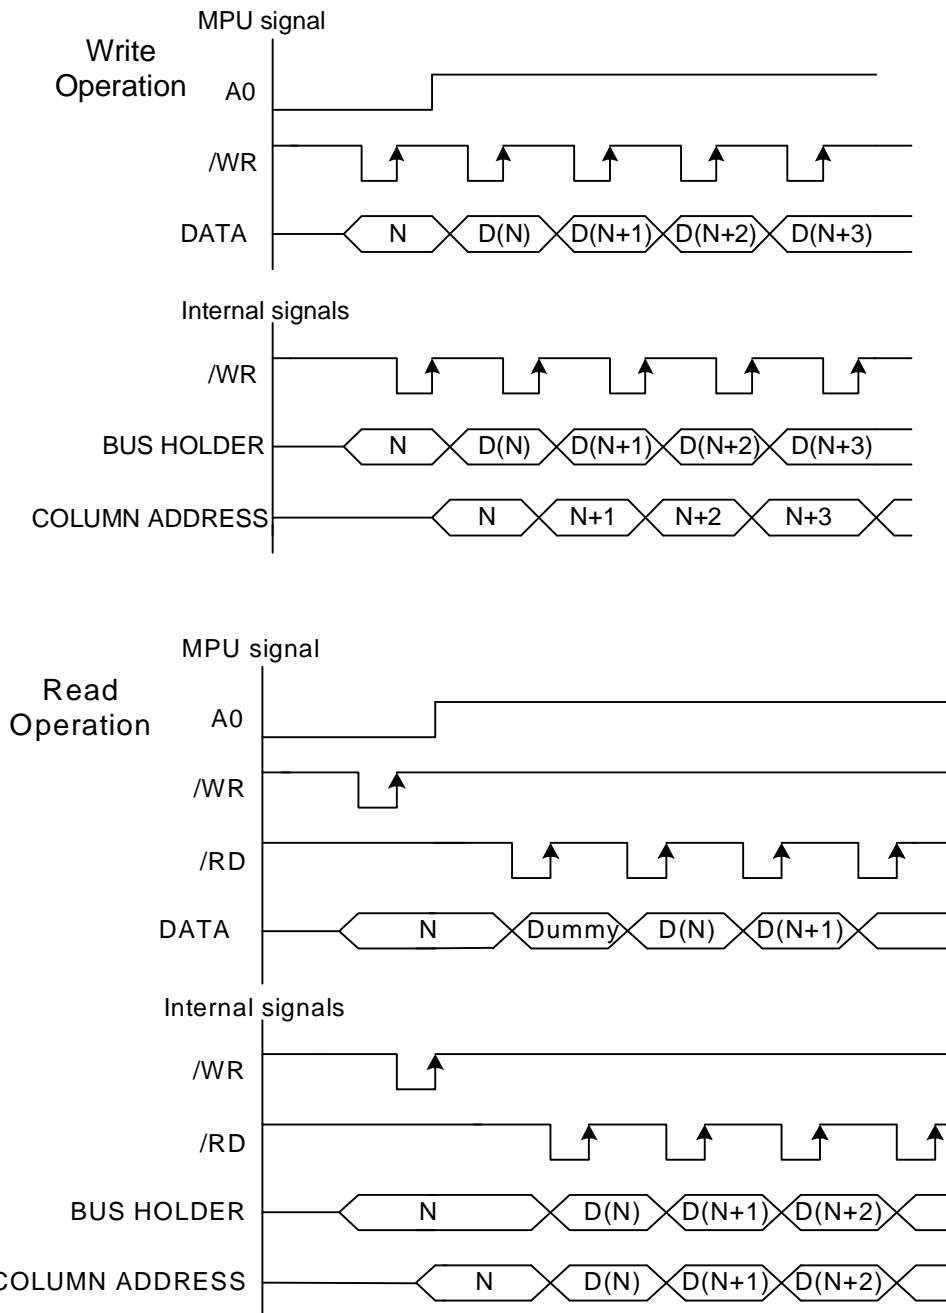 MPU signal
Write
Operation
A0
/WR
DATA N D(N) D(N+1) D(N+2) D(N+3)
Internal signals
/WR
BUS HOLDER N D(N) D(N+1) D(N+2) D(N+3)
COLUMN ADDRESS N N+1 N+2 N+3
MPU signal
Read
Operation
A0
/WR
/RD
DATA N Dummy D(N) D(N+1)
Internal signals
/WR
/RD
BUS HOLDER N D(N) D(N+1) D(N+2)
COLUMN ADDRESS N D(N) D(N+1) D(N+2)